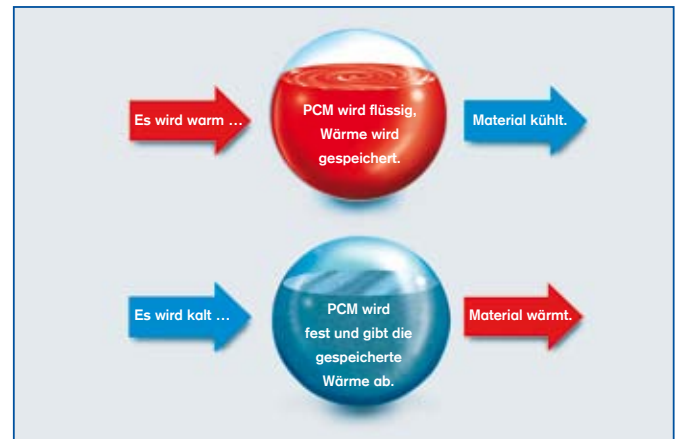 Es wird warm …
PCM wird flüssig,
Wärme wird
gespeichert.
Material kühlt.
Es wird kalt …
PCM wird
fest und gibt die
gespeicherte
Wärme ab.
Material wärmt.